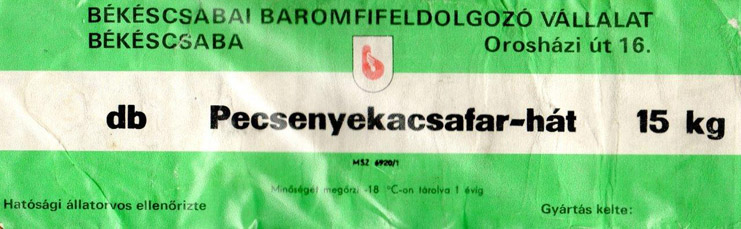 BÉKÉSCSABAI BAROMFIFELDOLGOZÓ VÁLLALAT
BÉKÉSCSABA Orosházi út 16.
db Pecsenyekacsafar-hát 15 kg
MSZ 6920/1
Minőségét megőrzi -18 °C-on tárolva 1 évig
Hatósági állatorvos ellenőrizte Gyártás kelte: